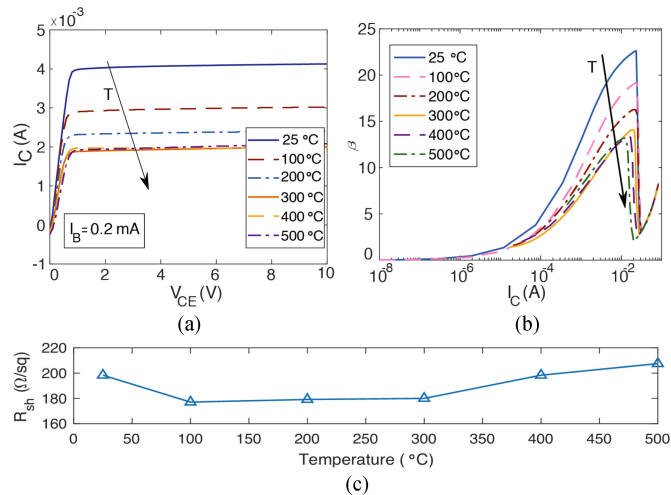 ×10⁻³
5
4
3
2
1
0
-1
I_C (A)
T
25 °C
100°C
200°C
300 °C
400 °C
500°C
I_B = 0.2 mA
0 2 4 6 8 10
V_CE (V)
(a)
25
20
15
10
5
0
β
25 °C
100°C
200°C
300°C
400°C
500°C
T
10⁻⁸ 10⁻⁶ 10⁻⁴ 10⁻² 10⁰
I_C (A)
(b)
R_sh (Ω/sq)
220
200
180
160
0 50 100 150 200 250 300 350 400 450 500
Temperature ( °C)
(c)